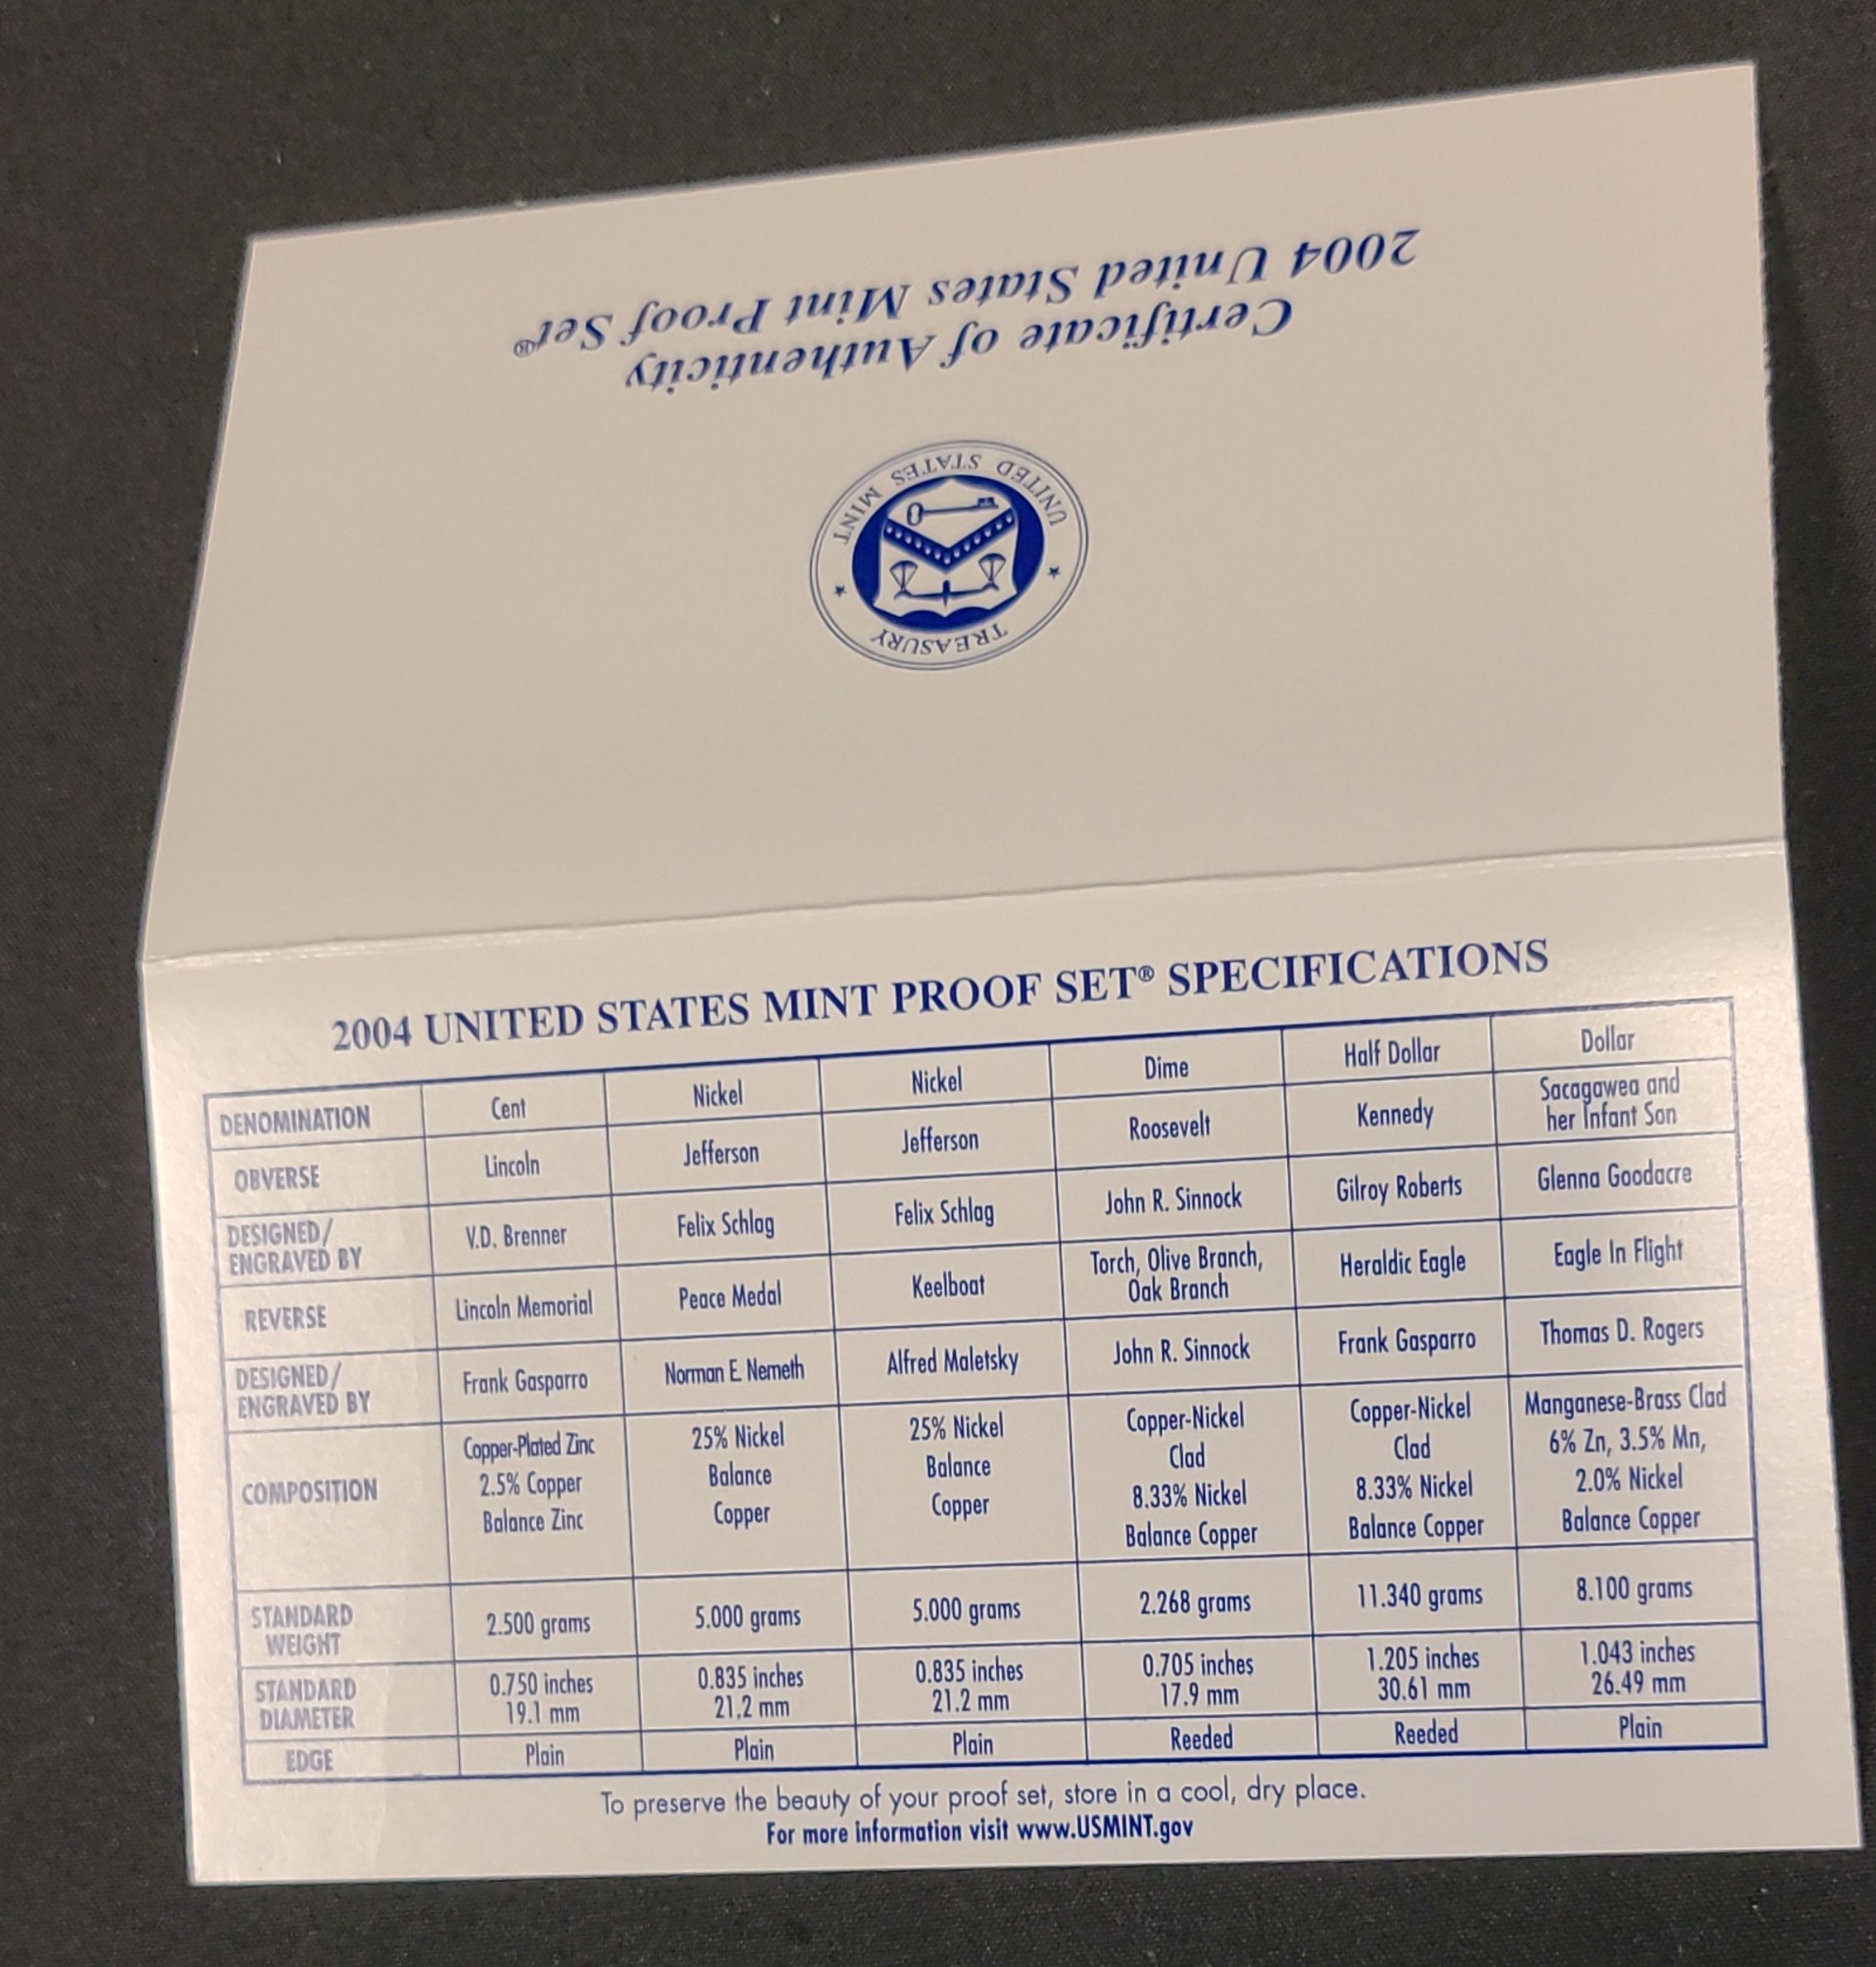 2004 United States Mint Proof Set®
Certificate of Authenticity
UNITED STATES MINT
TREASURY
2004 UNITED STATES MINT PROOF SET® SPECIFICATIONS
DENOMINATION Cent Nickel Nickel Dime Half Dollar Dollar
OBVERSE Lincoln Jefferson Jefferson Roosevelt Kennedy Sacagawea and her Infant Son
DESIGNED/ ENGRAVED BY V.D. Brenner Felix Schlag Felix Schlag John R. Sinnock Gilroy Roberts Glenna Goodacre
REVERSE Lincoln Memorial Peace Medal Keelboat Torch, Olive Branch, Oak Branch Heraldic Eagle Eagle In Flight
DESIGNED/ ENGRAVED BY Frank Gasparro Norman E. Nemeth Alfred Maletsky John R. Sinnock Frank Gasparro Thomas D. Rogers
COMPOSITION Copper-Plated Zinc 2.5% Copper Balance Zinc 25% Nickel Balance Copper 25% Nickel Balance Copper Copper-Nickel Clad 8.33% Nickel Balance Copper Copper-Nickel Clad 8.33% Nickel Balance Copper Manganese-Brass Clad 6% Zn, 3.5% Mn, 2.0% Nickel Balance Copper
STANDARD WEIGHT 2.500 grams 5.000 grams 5.000 grams 2.268 grams 11.340 grams 8.100 grams
STANDARD DIAMETER 0.750 inches 19.1 mm 0.835 inches 21.2 mm 0.835 inches 21.2 mm 0.705 inches 17.9 mm 1.205 inches 30.61 mm 1.043 inches 26.49 mm
EDGE Plain Plain Plain Reeded Reeded Plain
To preserve the beauty of your proof set, store in a cool, dry place.
For more information visit www.USMINT.gov